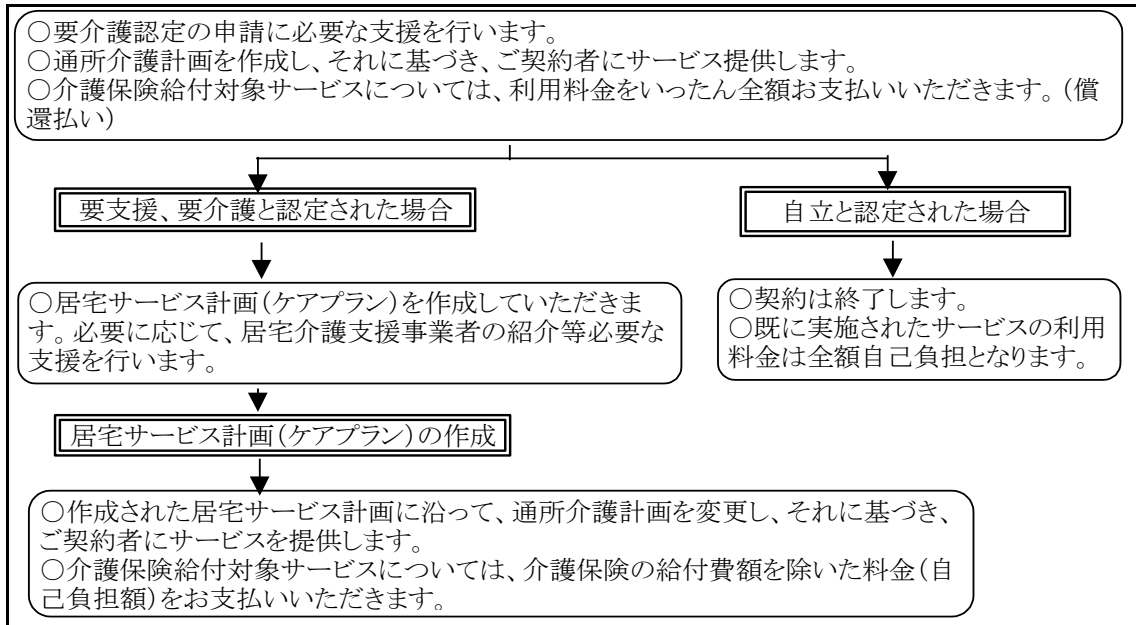 ○要介護認定の申請に必要な支援を行います。
○通所介護計画を作成し、それに基づき、ご契約者にサービス提供します。
○介護保険給付対象サービスについては、利用料金をいったん全額お支払いいただきます。(償
還払い)
要支援、要介護と認定された場合
自立と認定された場合
○居宅サービス計画(ケアプラン)を作成していただきま
す。必要に応じて、居宅介護支援事業者の紹介等必要な
支援を行います。
○契約は終了します。
○既に実施されたサービスの利用
料金は全額自己負担となります。
居宅サービス計画(ケアプラン)の作成
○作成された居宅サービス計画に沿って、通所介護計画を変更し、それに基づき、
ご契約者にサービスを提供します。
○介護保険給付対象サービスについては、介護保険の給付費額を除いた料金(自
己負担額)をお支払いいただきます。